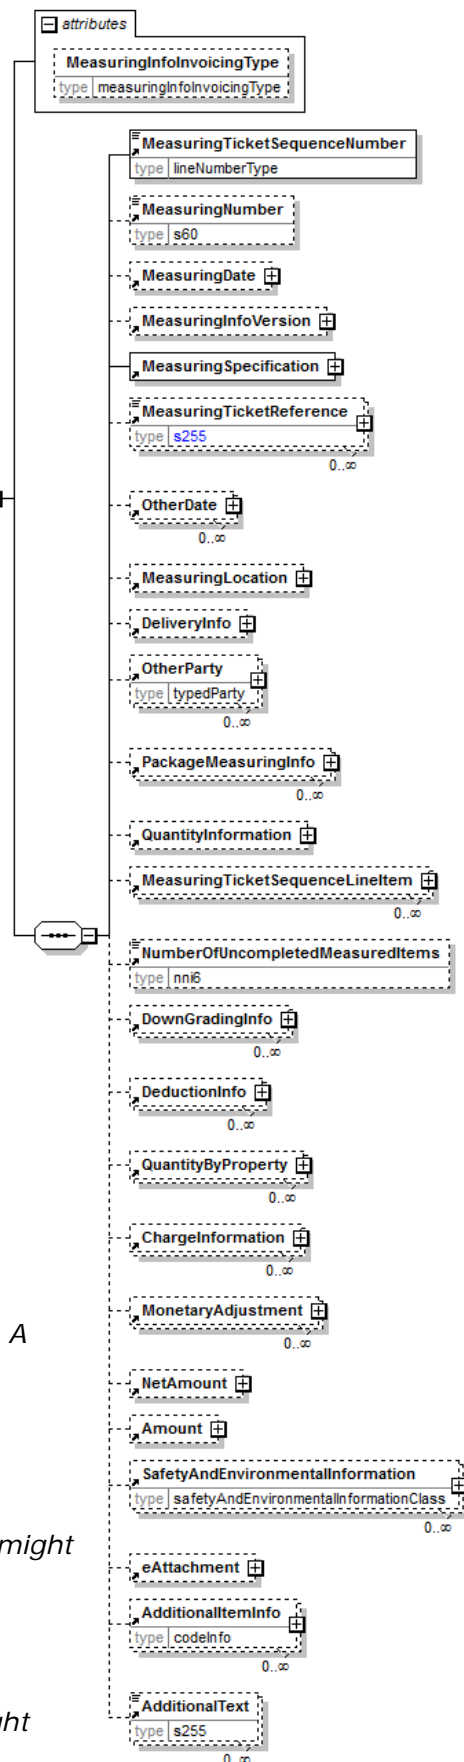 attributes
MeasuringInfoInvoicingType
type measuringInfoInvoicingType
MeasuringTicketSequenceNumber
type lineNumberType
MeasuringNumber
type s60
MeasuringDate
MeasuringInfoVersion
MeasuringSpecification
MeasuringTicketReference
type s255
0..∞
OtherDate
0..∞
MeasuringLocation
DeliveryInfo
OtherParty
type typedParty
0..∞
PackageMeasuringInfo
0..∞
QuantityInformation
MeasuringTicketSequenceLineItem
0..∞
NumberOfUncompletedMeasuredItems
type nni6
DownGradingInfo
0..∞
DeductionInfo
0..∞
QuantityByProperty
0..∞
ChargeInformation
0..∞
MonetaryAdjustment
A
0..∞
NetAmount
Amount
SafetyAndEnvironmentalInformation
type safetyAndEnvironmentalInformationClass
0..∞
might
eAttachment
AdditionalItemInfo
type codeInfo
0..∞
AdditionalText
ght
type s255
0..∞